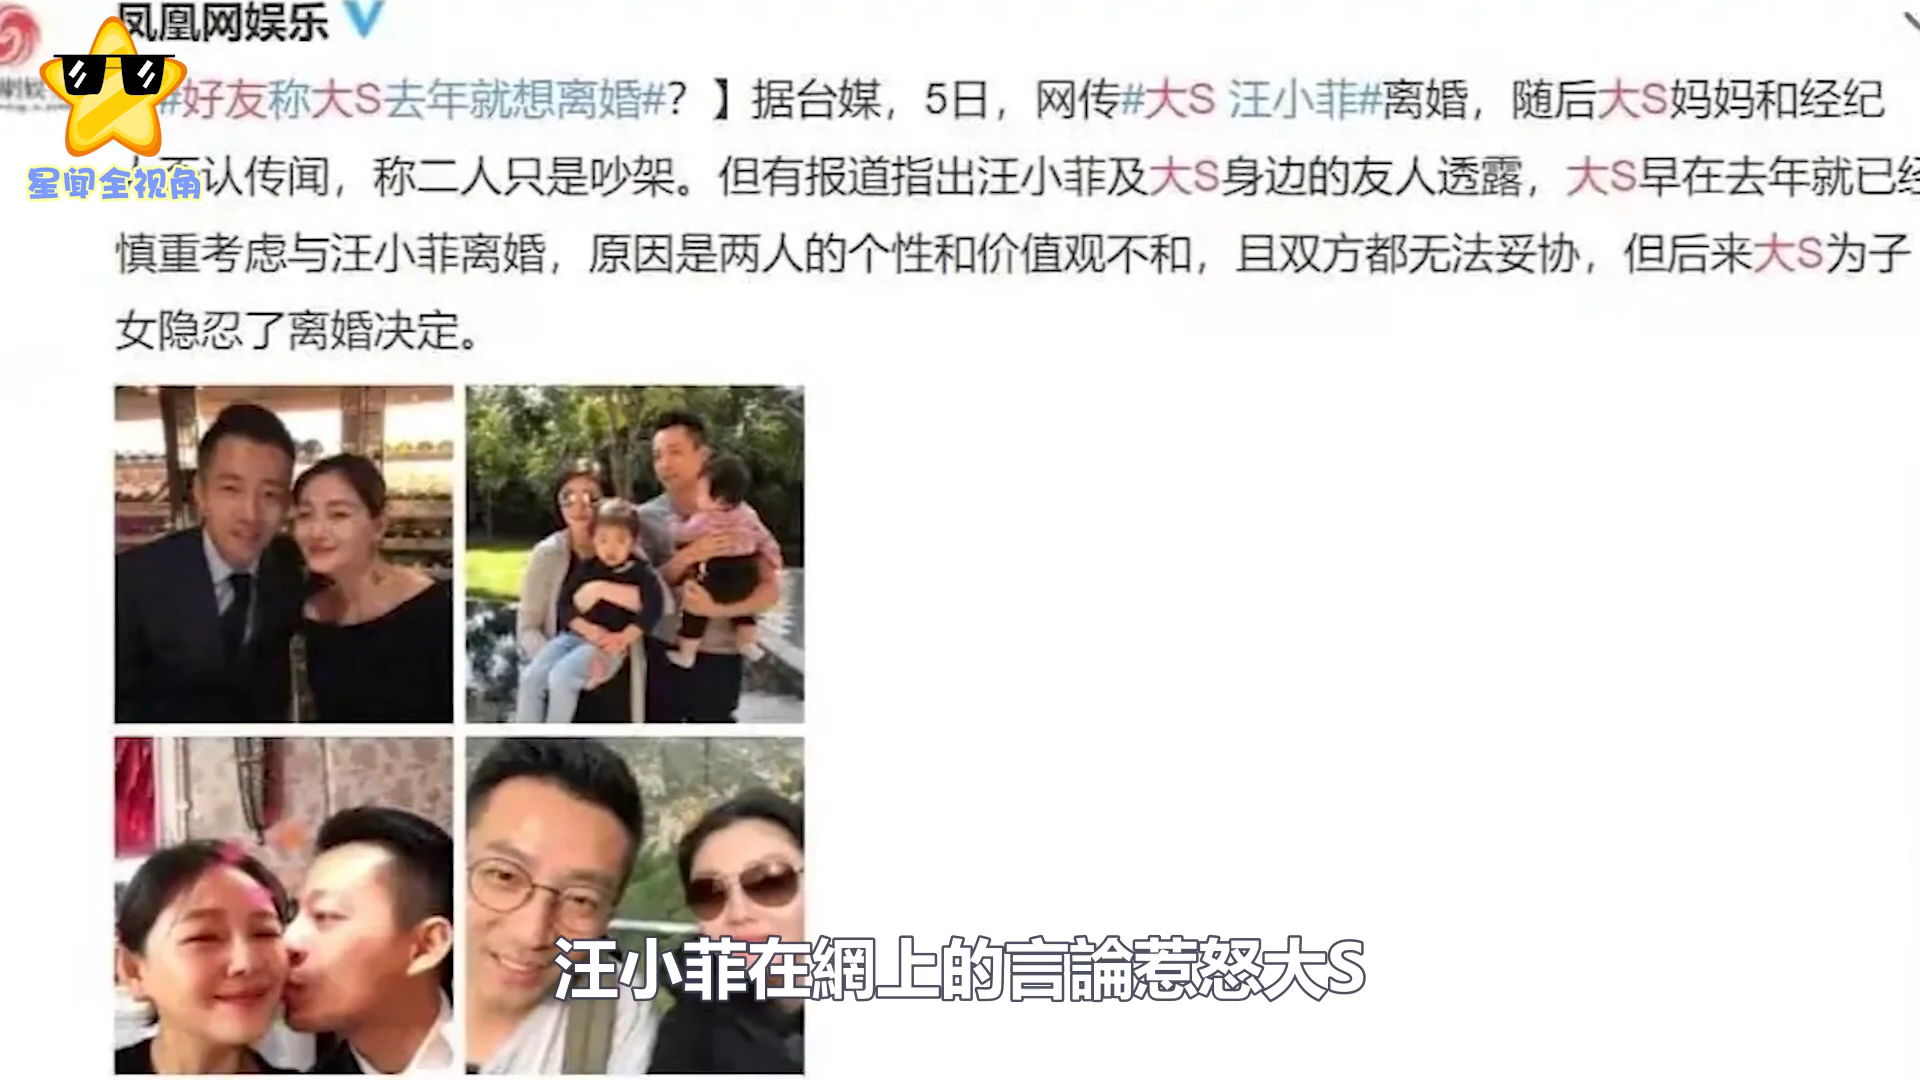 凤凰网娱乐
#好友称大S去年就想离婚#？】据台媒，5日，网传#大S 汪小菲#离婚，随后大S妈妈和经纪
否认传闻，称二人只是吵架。但有报道指出汪小菲及大S身边的友人透露，大S早在去年就已经
星闻全视角
慎重考虑与汪小菲离婚，原因是两人的个性和价值观不和，且双方都无法妥协，但后来大S为子
女隐忍了离婚决定。
汪小菲在網上的言論惹怒大S